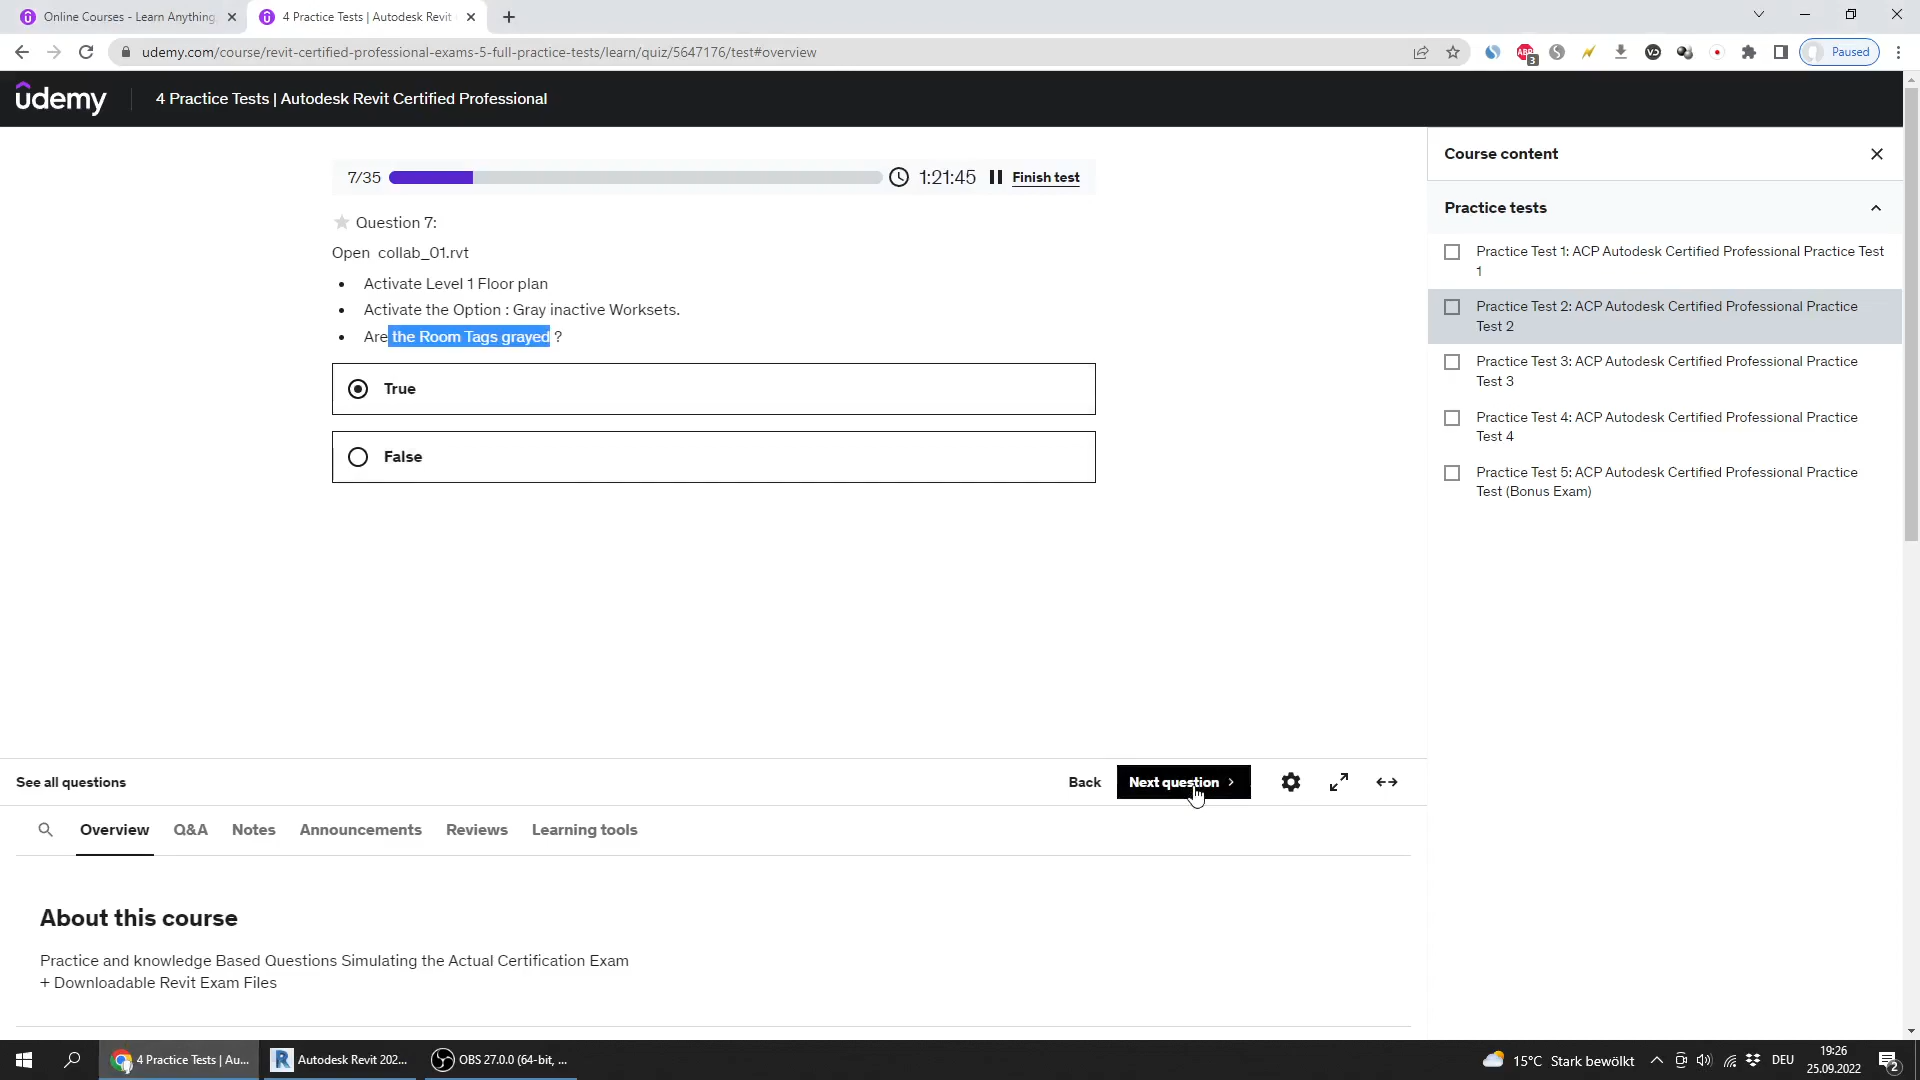 Online Courses - Learn Anything
4 Practice Tests | Autodesk Revit
udemy.com/course/revit-certified-professional-exams-5-full-practice-tests/learn/quiz/5647176/test#overview
ABP
3
Paused
udemy
4 Practice Tests | Autodesk Revit Certified Professional
7/35
1:21:45
Finish test
Question 7:
Open collab_01.rvt
• Activate Level 1 Floor plan
• Activate the Option : Gray inactive Worksets.
• Are the Room Tags grayed ?
True
False
Course content
Practice tests
Practice Test 1: ACP Autodesk Certified Professional Practice Test
1
Practice Test 2: ACP Autodesk Certified Professional Practice
Test 2
Practice Test 3: ACP Autodesk Certified Professional Practice
Test 3
Practice Test 4: ACP Autodesk Certified Professional Practice
Test 4
Practice Test 5: ACP Autodesk Certified Professional Practice
Test (Bonus Exam)
See all questions
Back
Next question
Overview
Q&A
Notes
Announcements
Reviews
Learning tools
About this course
Practice and knowledge Based Questions Simulating the Actual Certification Exam
+ Downloadable Revit Exam Files
4 Practice Tests | Au...
Autodesk Revit 202...
OBS 27.0.0 (64-bit, ...
15°C Stark bewölkt
DEU
19:26
25.09.2022
2